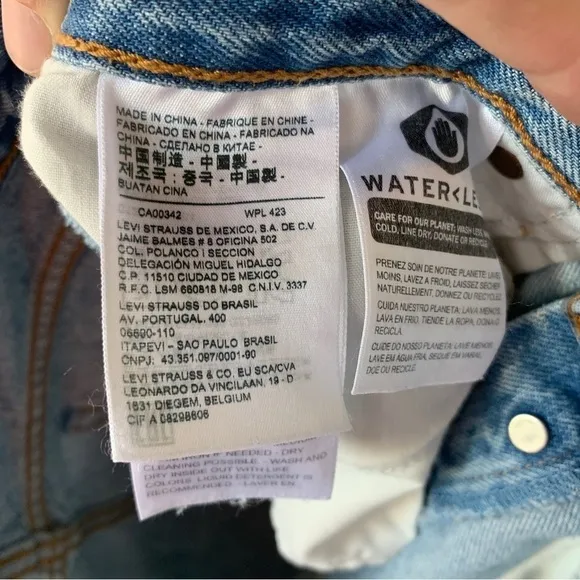 MADE IN CHINA - FABRIQUE EN CHINE -
FABRICADO EN CHINA - FABRICADO NA
CHINA - СДЕЛАНО В КИТАЕ -
中国制造 - 中國製 -
제조국: 중국 - 中国製 -
BUATAN CINA
CA00342 WPL 423
LEVI STRAUSS DE MEXICO, S.A. DE C.V
JAIME BALMES # 8 OFICINA 502
COL. POLANCO I SECCION
DELEGACIÓN MIGUEL HIDALGO
C.P. 11510 CIUDAD DE MÉXICO
R.F.C. LSM 660818 M-98 C.N.I.V. 3337
LEVI STRAUSS DO BRASIL
AV. PORTUGAL. 400
06690-110
ITAPEVI - SAO PAULO BRASIL
CNPJ: 43.351.097/0001-90
LEVI STRAUSS & CO. EU SCA/CVA
LEONARDO DA VINCILAAN, 19 - D
1831 DIEGEM, BELGIUM
CIF A 08298606
IF NEEDED - DRY
CLEANING POSSIBLE - WASH AND
DRY INSIDE OUT WITH LIKE
COLORS LIQUID DETERGENT IS
RECOMMENDED - LAVER EN
WATER<LE
CARE FOR OUR PLANET: WASH LESS, WASH
COLD, LINE DRY, DONATE OR RECYCLE
PRENEZ SOIN DE NOTRE PLANÈTE: LAVEZ
MOINS, LAVEZ A FROID, LAISSEZ SÉCHER
NATURELLEMENT, DONNEZ OU RECYCLEZ
CUIDA NUESTRO PLANETA: LAVA MENOS,
LAVA EN FRIO, TIENDE LA ROPA, DONA O
RECICLA
CUIDE DO NOSSO PLANETA: LAVE MENOS,
LAVE EM AGUA FRIA, SEQUE EM VARAL,
DOE OU RECICLE